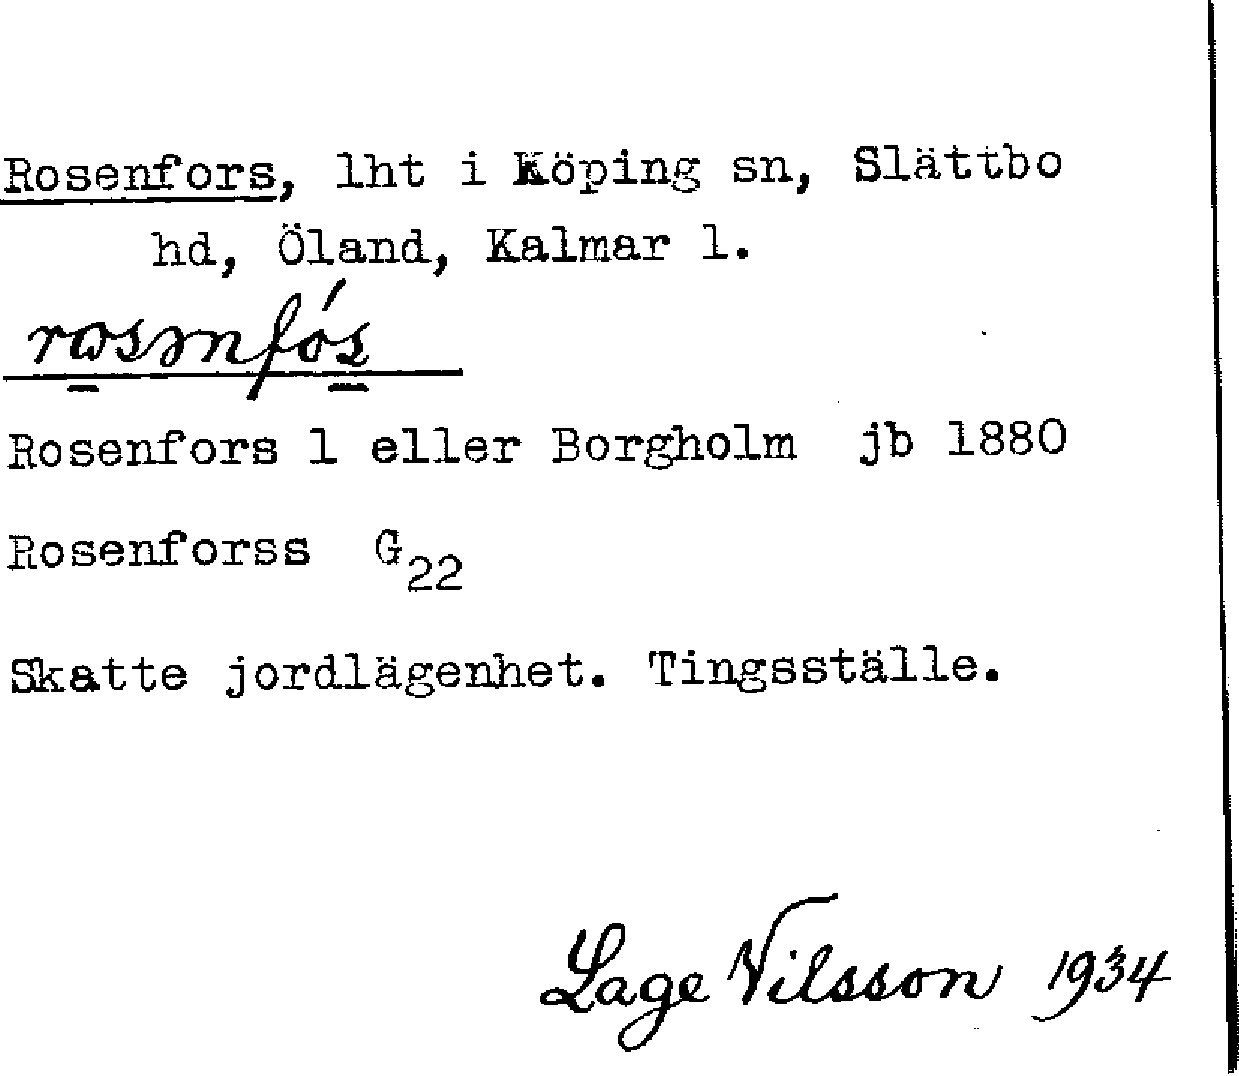 Rosenfors, lht i Köping sn, Slättbo
hd, Öland, Kalmar l.
Rosenfors 1 eller Borgholm jb 1880
Rosenforss G22
Skatte jordlägenhet. Tingsställe.
Lage Nilsson 1934